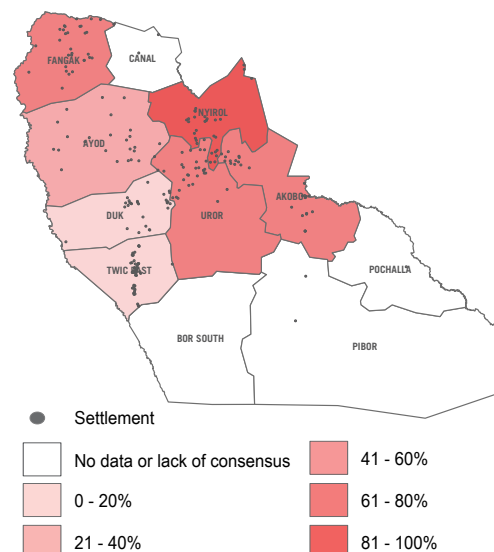 FANGAK
CANAL
NYIROL
AYOD
AKOBO
DUK
UROR
TWIC EAST
POCHALLA
BOR SOUTH
PIBOR
Settlement
No data or lack of consensus
0 - 20%
21 - 40%
41 - 60%
61 - 80%
81 - 100%